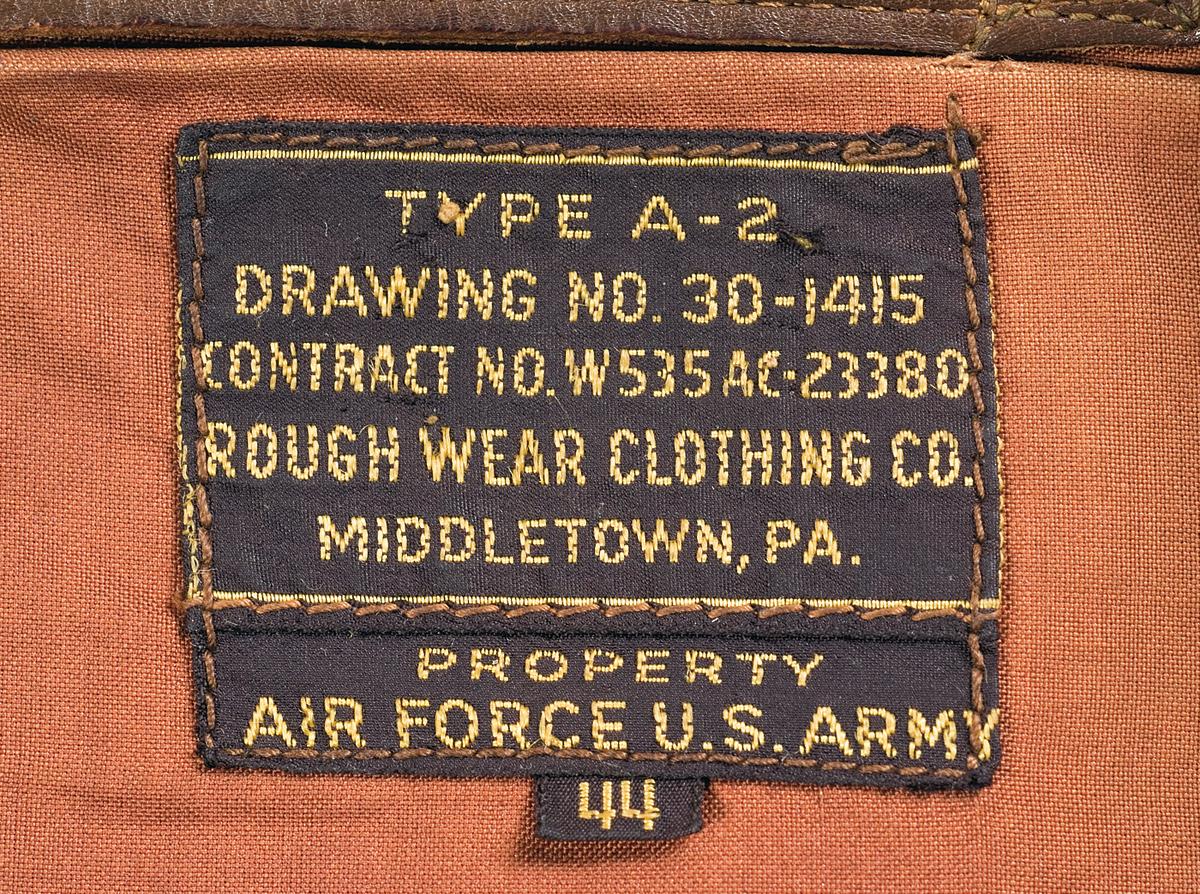 TYPE A-2
DRAWING NO. 30-1415
CONTRACT NO. W535 AC-23380
ROUGH WEAR CLOTHING CO.
MIDDLETOWN, PA.
PROPERTY
AIR FORCE U.S. ARMY
44